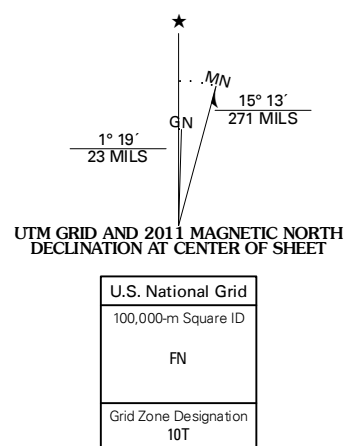 MN
15° 13´
271 MILS
GN
1° 19´
23 MILS
UTM GRID AND 2011 MAGNETIC NORTH
DECLINATION AT CENTER OF SHEET
U.S. National Grid
100,000-m Square ID
FN
Grid Zone Designation
10T